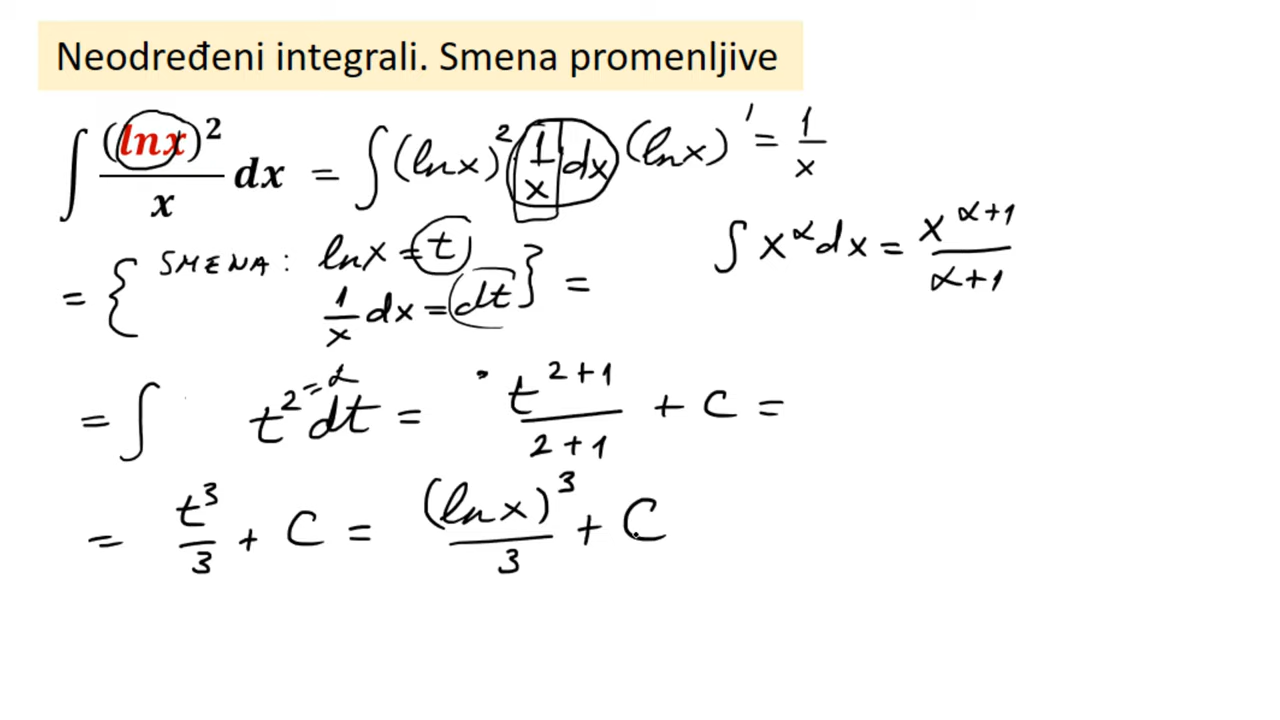 Neodređeni integrali. Smena promenljive
∫ (lnx)²/x dx = ∫ (lnx)² 1/x dx (lnx)' = 1/x
= { SMENA: lnx = t
1/x dx = dt } =
∫ x^α dx = x^(α+1)/(α+1)
= ∫ t^(2=α) dt = t^(2+1)/(2+1) + C =
= t³/3 + C = (lnx)³/3 + C